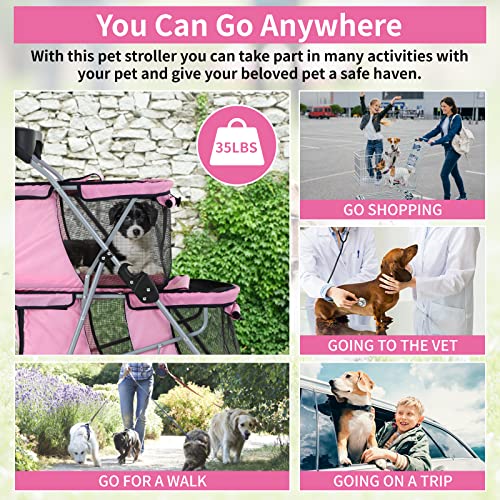 You Can Go Anywhere
With this pet stroller you can take part in many activities with
your pet and give your beloved pet a safe haven.
35LBS
GO SHOPPING
GOING TO THE VET
GO FOR A WALK
GOING ON A TRIP